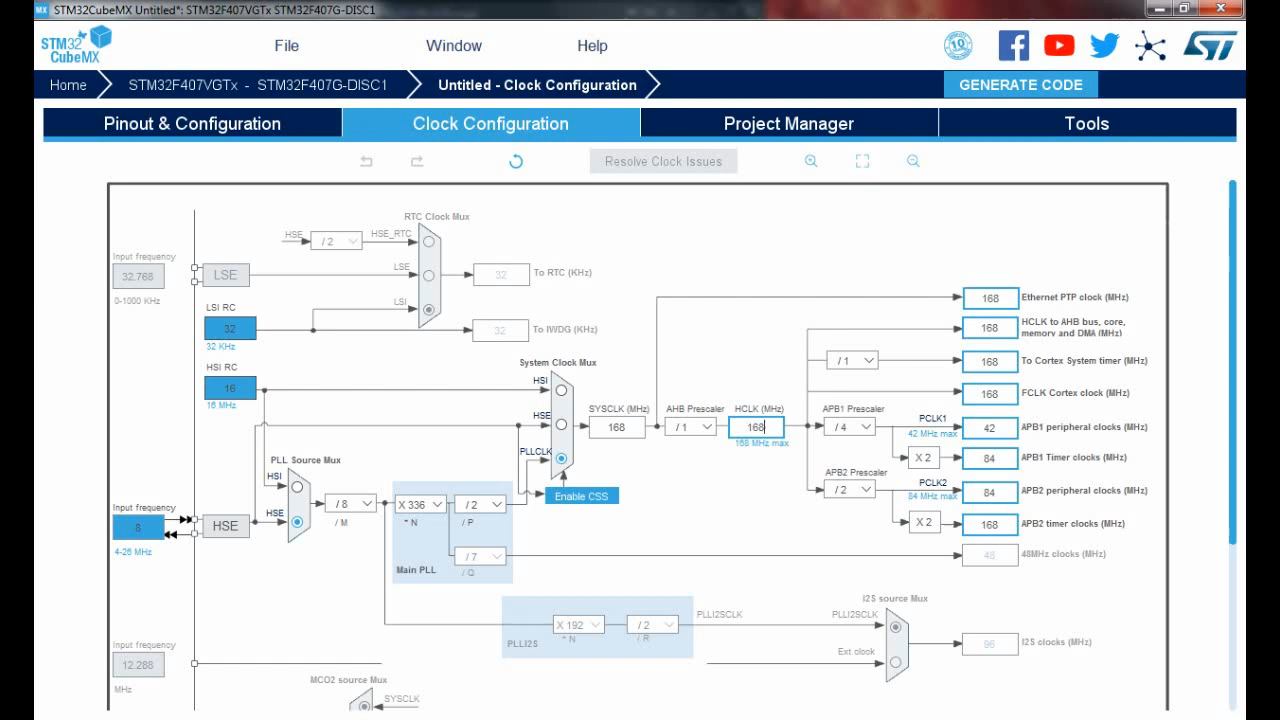 MX STM32CubeMX Untitled*: STM32F407VGTx STM32F407G-DISC1
STM32
CubeMX
File Window Help
10
ST
Home STM32F407VGTx - STM32F407G-DISC1 Untitled - Clock Configuration GENERATE CODE
Pinout & Configuration Clock Configuration Project Manager Tools
Resolve Clock Issues
RTC Clock Mux
HSE / 2 HSE_RTC
Input frequency
32.768 LSE LSE 32 To RTC (KHz)
0-1000 KHz
LSI RC LSI
32 32 To IWDG (KHz)
32 KHz
HSI RC System Clock Mux
16 HSI
16 MHz
Ethernet PTP clock (MHz) 168
168 HCLK to AHB bus, core,
memory and DMA (MHz)
/ 1 168 To Cortex System timer (MHz)
168 FCLK Cortex clock (MHz)
HSE SYSCLK (MHz) AHB Prescaler HCLK (MHz) APB1 Prescaler PCLK1
168 / 1 168 / 4 42 APB1 peripheral clocks (MHz)
168 MHz max 42 MHz max
PLLCLK X 2 84 APB1 Timer clocks (MHz)
PLL Source Mux APB2 Prescaler
HSI PCLK2
Enable CSS / 2 84 APB2 peripheral clocks (MHz)
84 MHz max
Input frequency / 8 X 336 / 2
8 HSE HSE / M * N / P X 2 168 APB2 timer clocks (MHz)
4-26 MHz
/ 7 48 48MHz clocks (MHz)
Main PLL / Q
I2S source Mux
X 192 / 2 PLLI2SCLK PLLI2SCLK
PLLI2S * N / R
96 I2S clocks (MHz)
Input frequency Ext.clock
12.288
MHz
MCO2 source Mux
SYSCLK